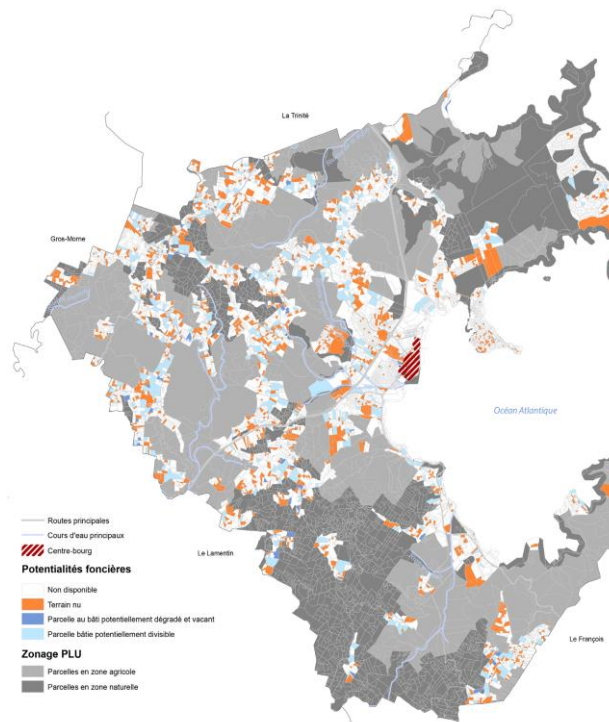 La Trinité
Gros-Morne
Océan Atlantique
Routes principales
Cours d'eau principaux
Centre-bourg
Le Lamentin
Potentialités foncières
Non disponible
Terrain nu
Parcelle au bâti potentiellement dégradé et vacant
Parcelle bâtie potentiellement divisible
Le François
Zonage PLU
Parcelles en zone agricole
Parcelles en zone naturelle